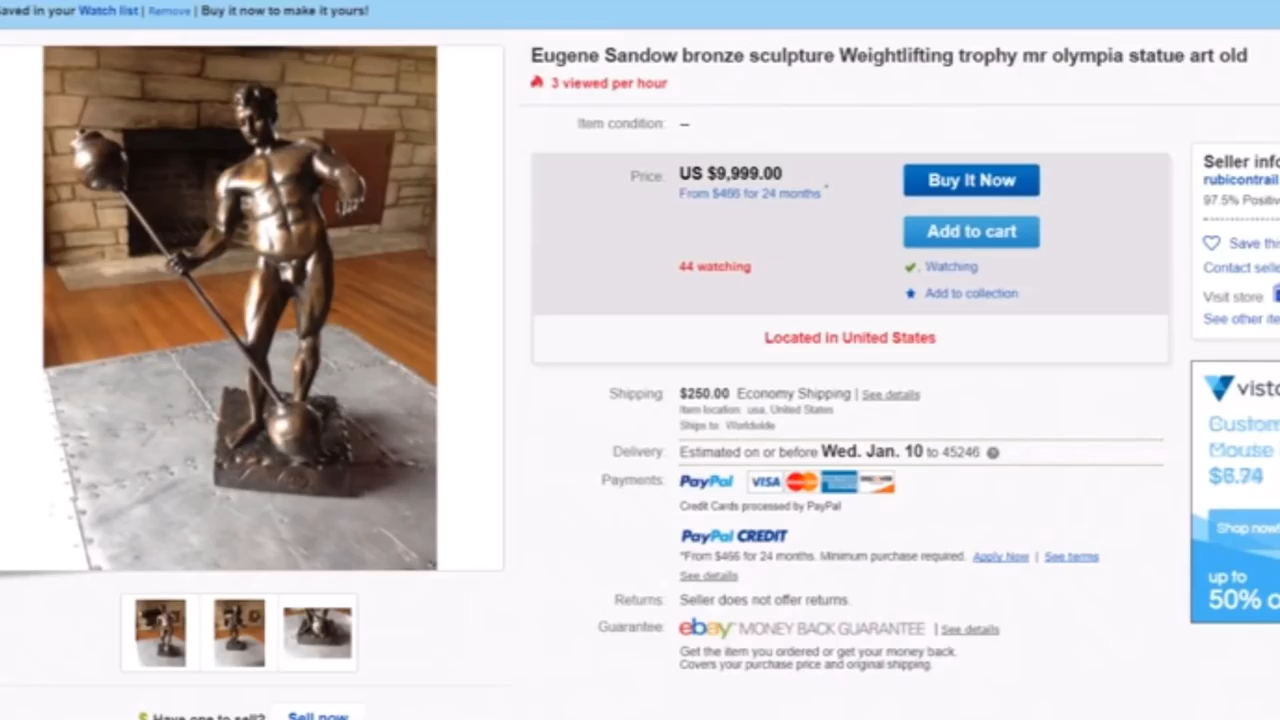 saved in your Watch list | Remove | Buy it now to make it yours!
Eugene Sandow bronze sculpture Weightlifting trophy mr olympia statue art old
3 viewed per hour
Item condition: –
Price: US $9,999.00
From $466 for 24 months *
Buy It Now
Add to cart
44 watching
Watching
Add to collection
Located in United States
Shipping: $250.00 Economy Shipping | See details
Item location: usa, United States
Ships to: Worldwide
Delivery: Estimated on or before Wed. Jan. 10 to 45246
Payments: PayPal VISA MasterCard DISCOVER
Credit Cards processed by PayPal
PayPal CREDIT
*From $466 for 24 months. Minimum purchase required. Apply Now | See terms
See details
Returns: Seller does not offer returns.
Guarantee: ebay MONEY BACK GUARANTEE | See details
Get the item you ordered or get your money back.
Covers your purchase price and original shipping.
$ Have one to sell? Sell now
Seller info
rubicontrail
97.5% Positiv
Save this
Contact selle
Visit store:
See other ite
vista
Custom
Mouse
$6.74
Shop now!
up to
50% o